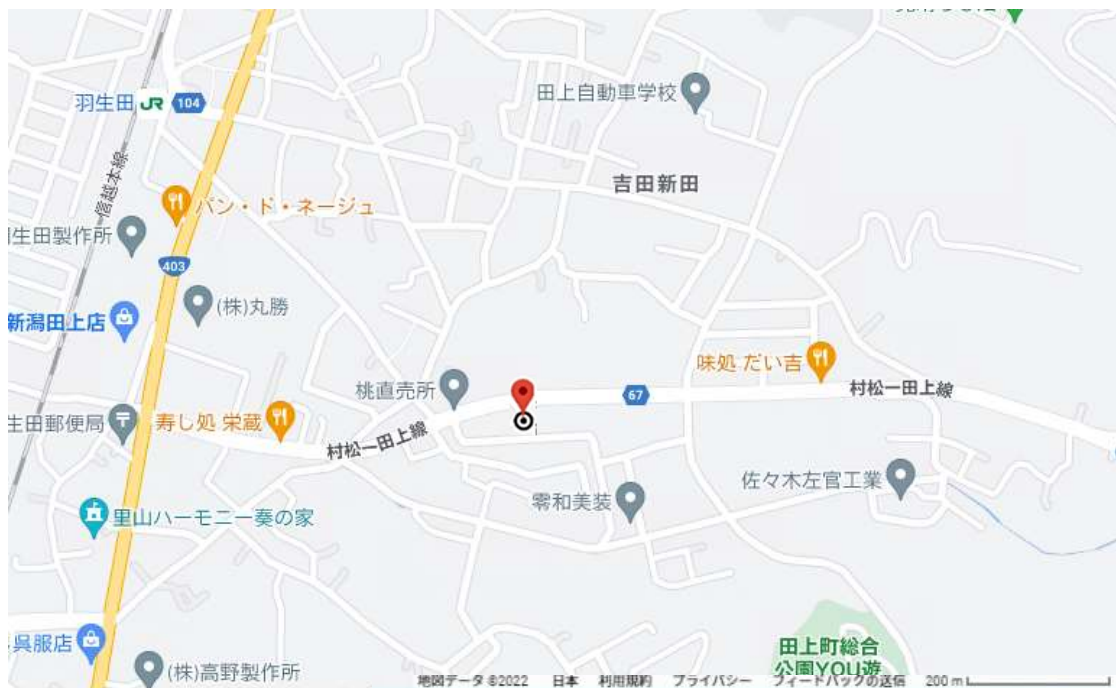 羽生田 JR 104
田上自動車学校
吉田新田
信越本線
パン・ド・ネージュ
生田製作所
403
(株)丸勝
新潟田上店
味処 だい吉
桃直売所
67
村松一田上線
生田郵便局
寿し処 栄蔵
村松一田上線
佐々木左官工業
零和美装
里山ハーモニー奏の家
呉服店
(株)高野製作所
田上町総合
公園YOU遊
地図データ ©2022 日本 利用規約 プライバシー フィードバックの送信 200 m